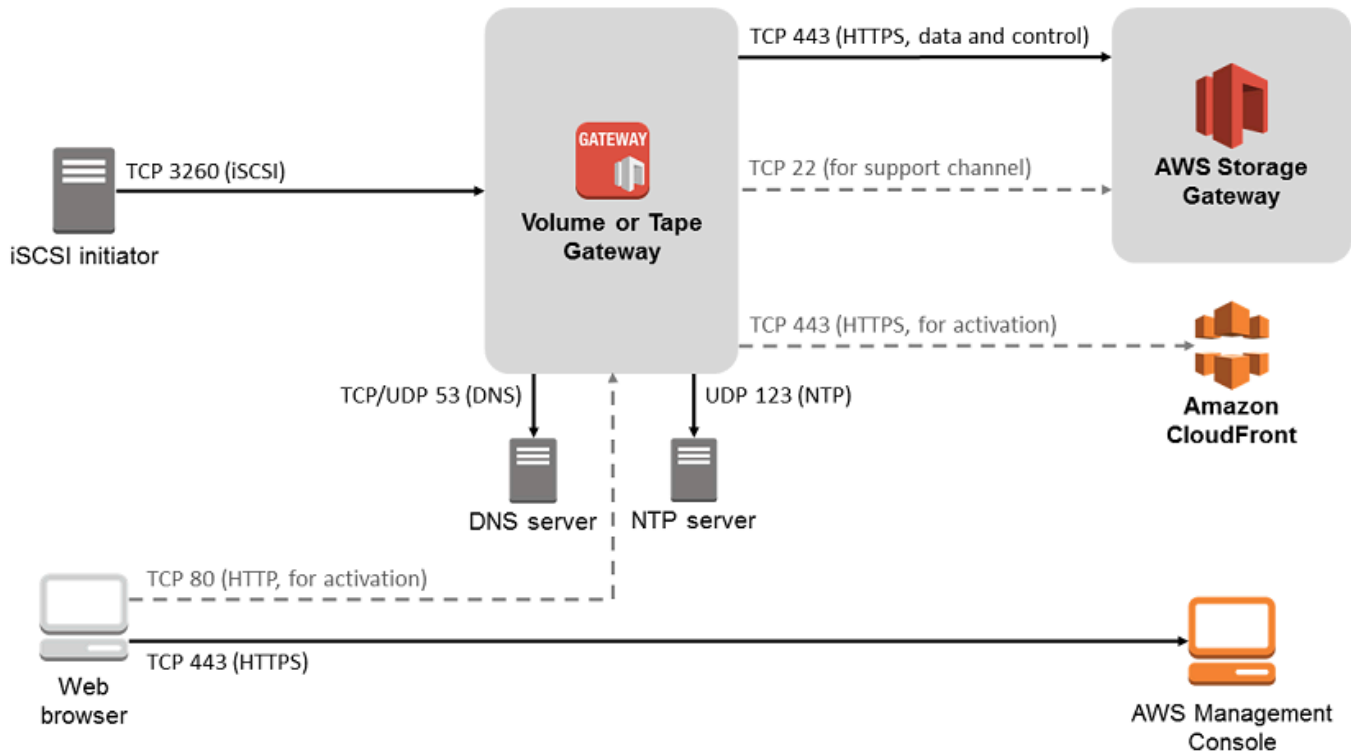 TCP 443 (HTTPS, data and control)
GATEWAY
Volume or Tape
Gateway
AWS Storage
Gateway
TCP 3260 (iSCSI)
iSCSI initiator
TCP 22 (for support channel)
TCP 443 (HTTPS, for activation)
Amazon
CloudFront
TCP/UDP 53 (DNS)
UDP 123 (NTP)
DNS server
NTP server
TCP 80 (HTTP, for activation)
TCP 443 (HTTPS)
Web
browser
AWS Management
Console